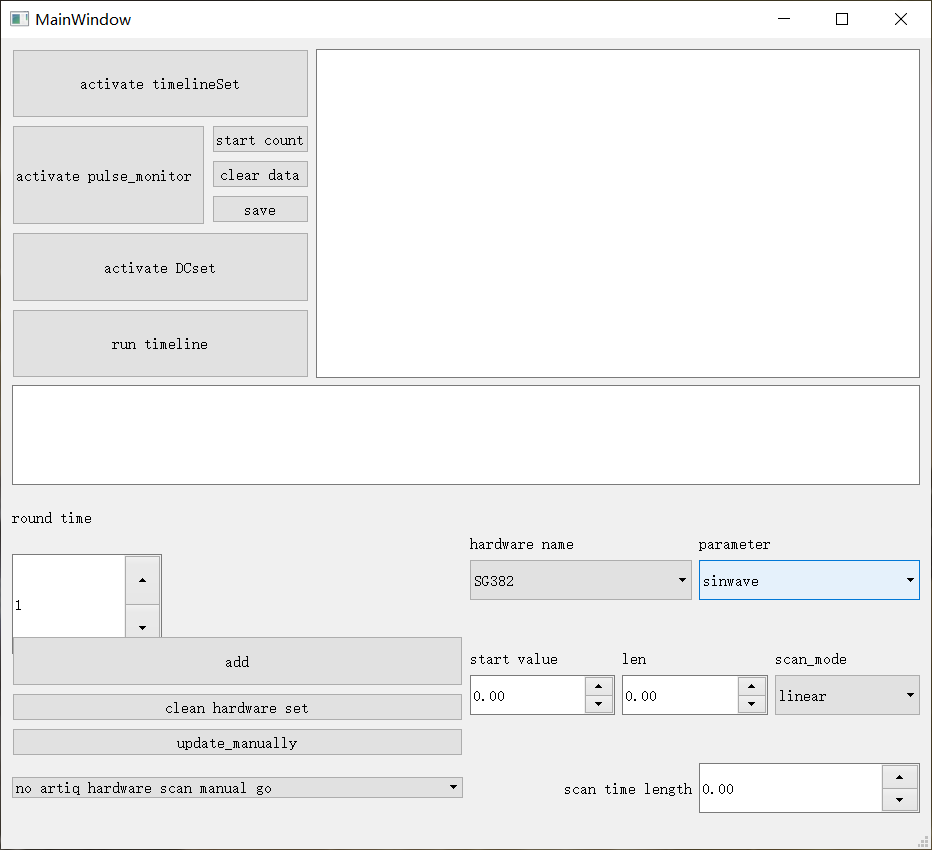 MainWindow
activate timelineSet
activate pulse_monitor
start count
clear data
save
activate DCset
run timeline
round time
1
hardware name
parameter
SG382
sinwave
add
start value
len
scan_mode
0.00
0.00
linear
clean hardware set
update_manually
no artiq hardware scan manual go
scan time length
0.00